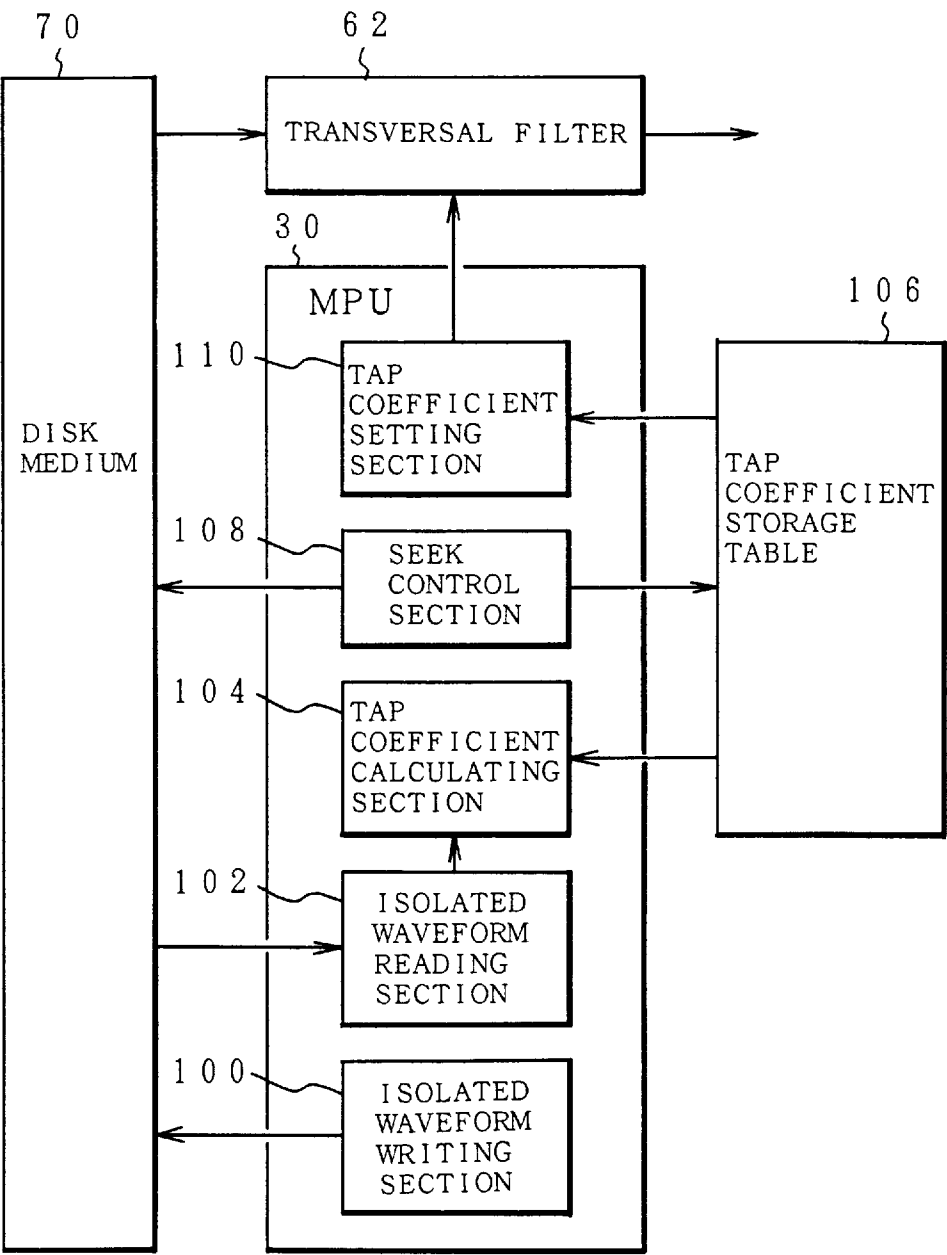 70
62
TRANSVERSAL FILTER
30
MPU
106
110
TAP
COEFFICIENT
SETTING
SECTION
DISK
MEDIUM
TAP
COEFFICIENT
STORAGE
TABLE
108
SEEK
CONTROL
SECTION
104
TAP
COEFFICIENT
CALCULATING
SECTION
102
ISOLATED
WAVEFORM
READING
SECTION
100
ISOLATED
WAVEFORM
WRITING
SECTION